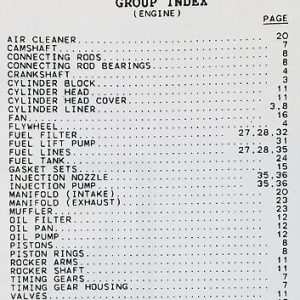 GROUP INDEX
(ENGINE)
PAGE
AIR CLEANER 20
CAMSHAFT 7
CONNECTING RODS 8
CONNECTING ROD BEARINGS 8
CRANKSHAFT 4
CYLINDER BLOCK 3
CYLINDER HEAD 11
CYLINDER HEAD COVER 11
CYLINDER LINER 3,8
FAN 16
FLYWHEEL 4
FUEL FILTER 27,28,32
FUEL LIFT PUMP 31
FUEL LINES 27,28,35
FUEL TANK 24
GASKET SETS 15
INJECTION NOZZLE 35,36
INJECTION PUMP 35,36
MANIFOLD (INTAKE) 20
MANIFOLD (EXHAUST) 23
MUFFLER 23
OIL FILTER 12
OIL PAN 12
OIL PUMP 12
PISTONS 8
PISTON RINGS 8
ROCKER ARMS 11
ROCKER SHAFT 11
TIMING GEARS 7
TIMING GEAR HOUSING 7
VALVES 11